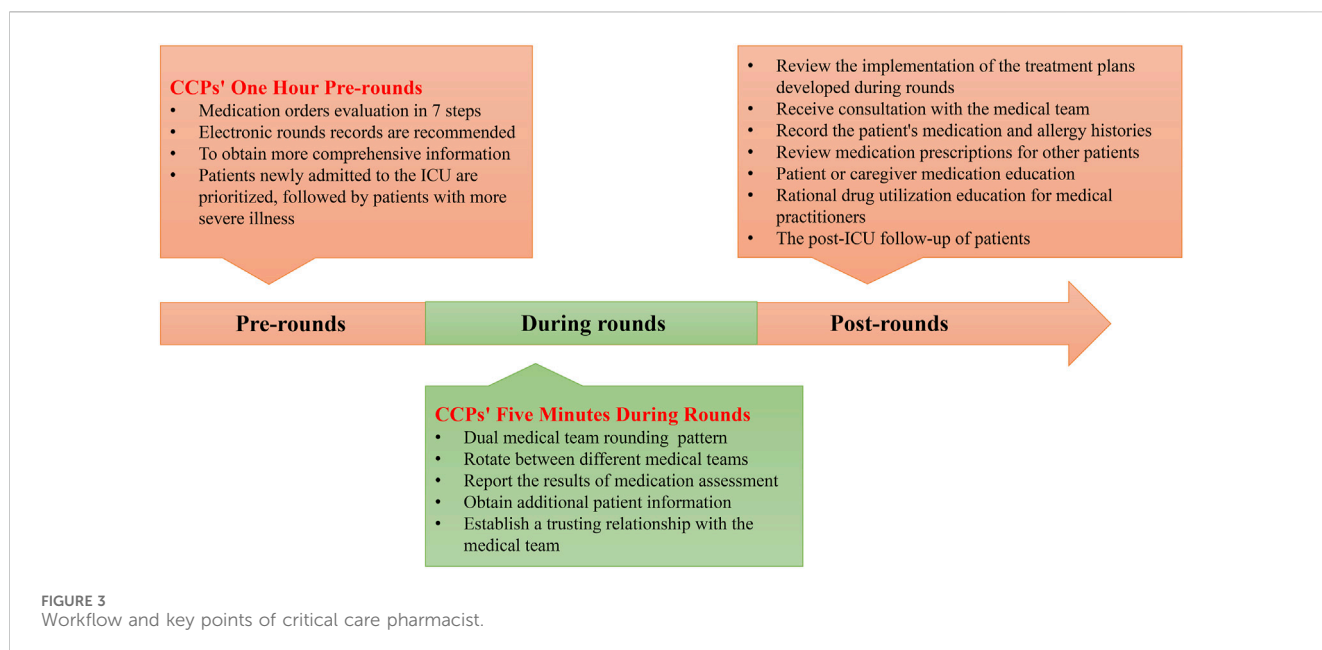 CCPs' One Hour Pre-rounds
• Medication orders evaluation in 7 steps
• Electronic rounds records are recommended
• To obtain more comprehensive information
• Patients newly admitted to the ICU are
prioritized, followed by patients with more
severe illness
• Review the implementation of the treatment plans
developed during rounds
• Receive consultation with the medical team
• Record the patient's medication and allergy histories
• Review medication prescriptions for other patients
• Patient or caregiver medication education
• Rational drug utilization education for medical
practitioners
• The post-ICU follow-up of patients
Pre-rounds
During rounds
Post-rounds
CCPs' Five Minutes During Rounds
• Dual medical team rounding pattern
• Rotate between different medical teams
• Report the results of medication assessment
• Obtain additional patient information
• Establish a trusting relationship with the
medical team
FIGURE 3
Workflow and key points of critical care pharmacist.